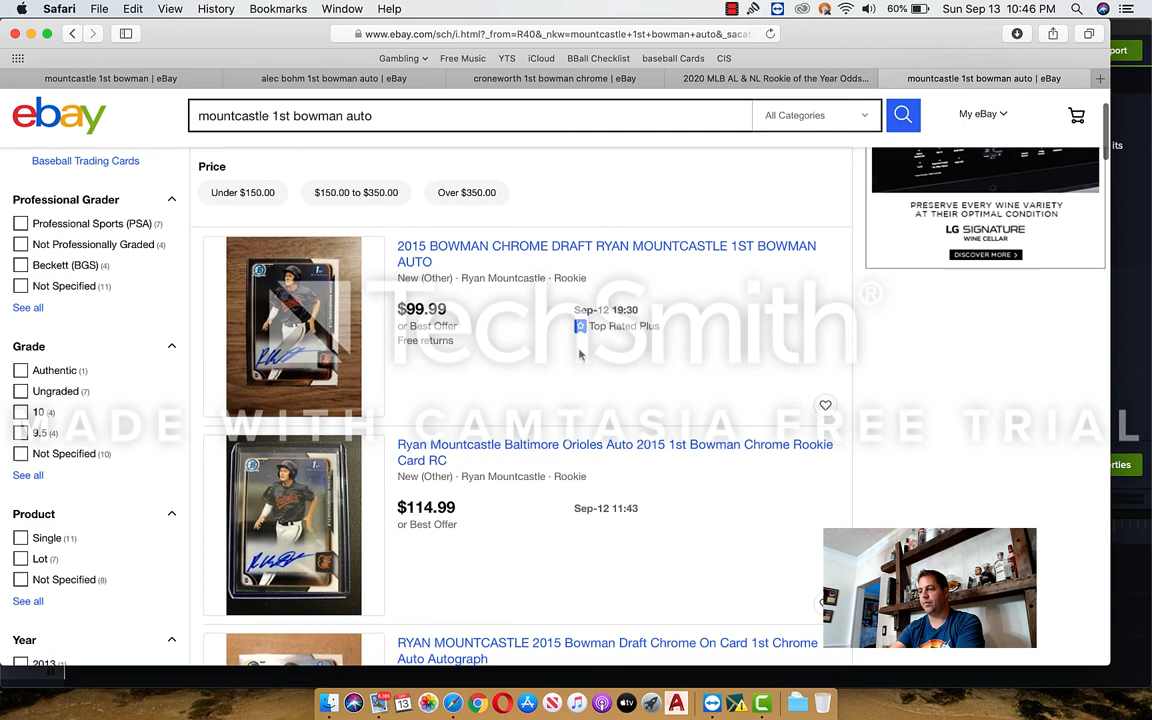 Safari File Edit View History Bookmarks Window Help
60% Sun Sep 13 10:46 PM
www.ebay.com/sch/i.html?_from=R40&_nkw=mountcastle+1st+bowman+auto&_sacat
Gambling Free Music YTS iCloud BBall Checklist baseball Cards CIS
mountcastle 1st bowman | eBay
alec bohm 1st bowman auto | eBay
croneworth 1st bowman chrome | eBay
2020 MLB AL & NL Rookie of the Year Odds...
mountcastle 1st bowman auto | eBay
port
its
erties
ebay
mountcastle 1st bowman auto
All Categories
My eBay
Baseball Trading Cards
Professional Grader
Professional Sports (PSA) (7)
Not Professionally Graded (4)
Beckett (BGS) (4)
Not Specified (11)
See all
Grade
Authentic (1)
Ungraded (7)
10 (4)
9.5 (4)
Not Specified (10)
See all
Product
Single (11)
Lot (7)
Not Specified (8)
See all
Year
2013 (1)
Price
Under $150.00
$150.00 to $350.00
Over $350.00
2015 BOWMAN CHROME DRAFT RYAN MOUNTCASTLE 1ST BOWMAN
AUTO
New (Other) · Ryan Mountcastle · Rookie
$99.99
or Best Offer
Free returns
Sep-12 19:30
Top Rated Plus
Ryan Mountcastle Baltimore Orioles Auto 2015 1st Bowman Chrome Rookie
Card RC
New (Other) · Ryan Mountcastle · Rookie
$114.99
or Best Offer
Sep-12 11:43
RYAN MOUNTCASTLE 2015 Bowman Draft Chrome On Card 1st Chrome
Auto Autograph
PRESERVE EVERY WINE VARIETY
AT THEIR OPTIMAL CONDITION
LG SIGNATURE
WINE CELLAR
DISCOVER MORE >
TechSmith®
MADE WITH CAMTASIA FREE TRIAL